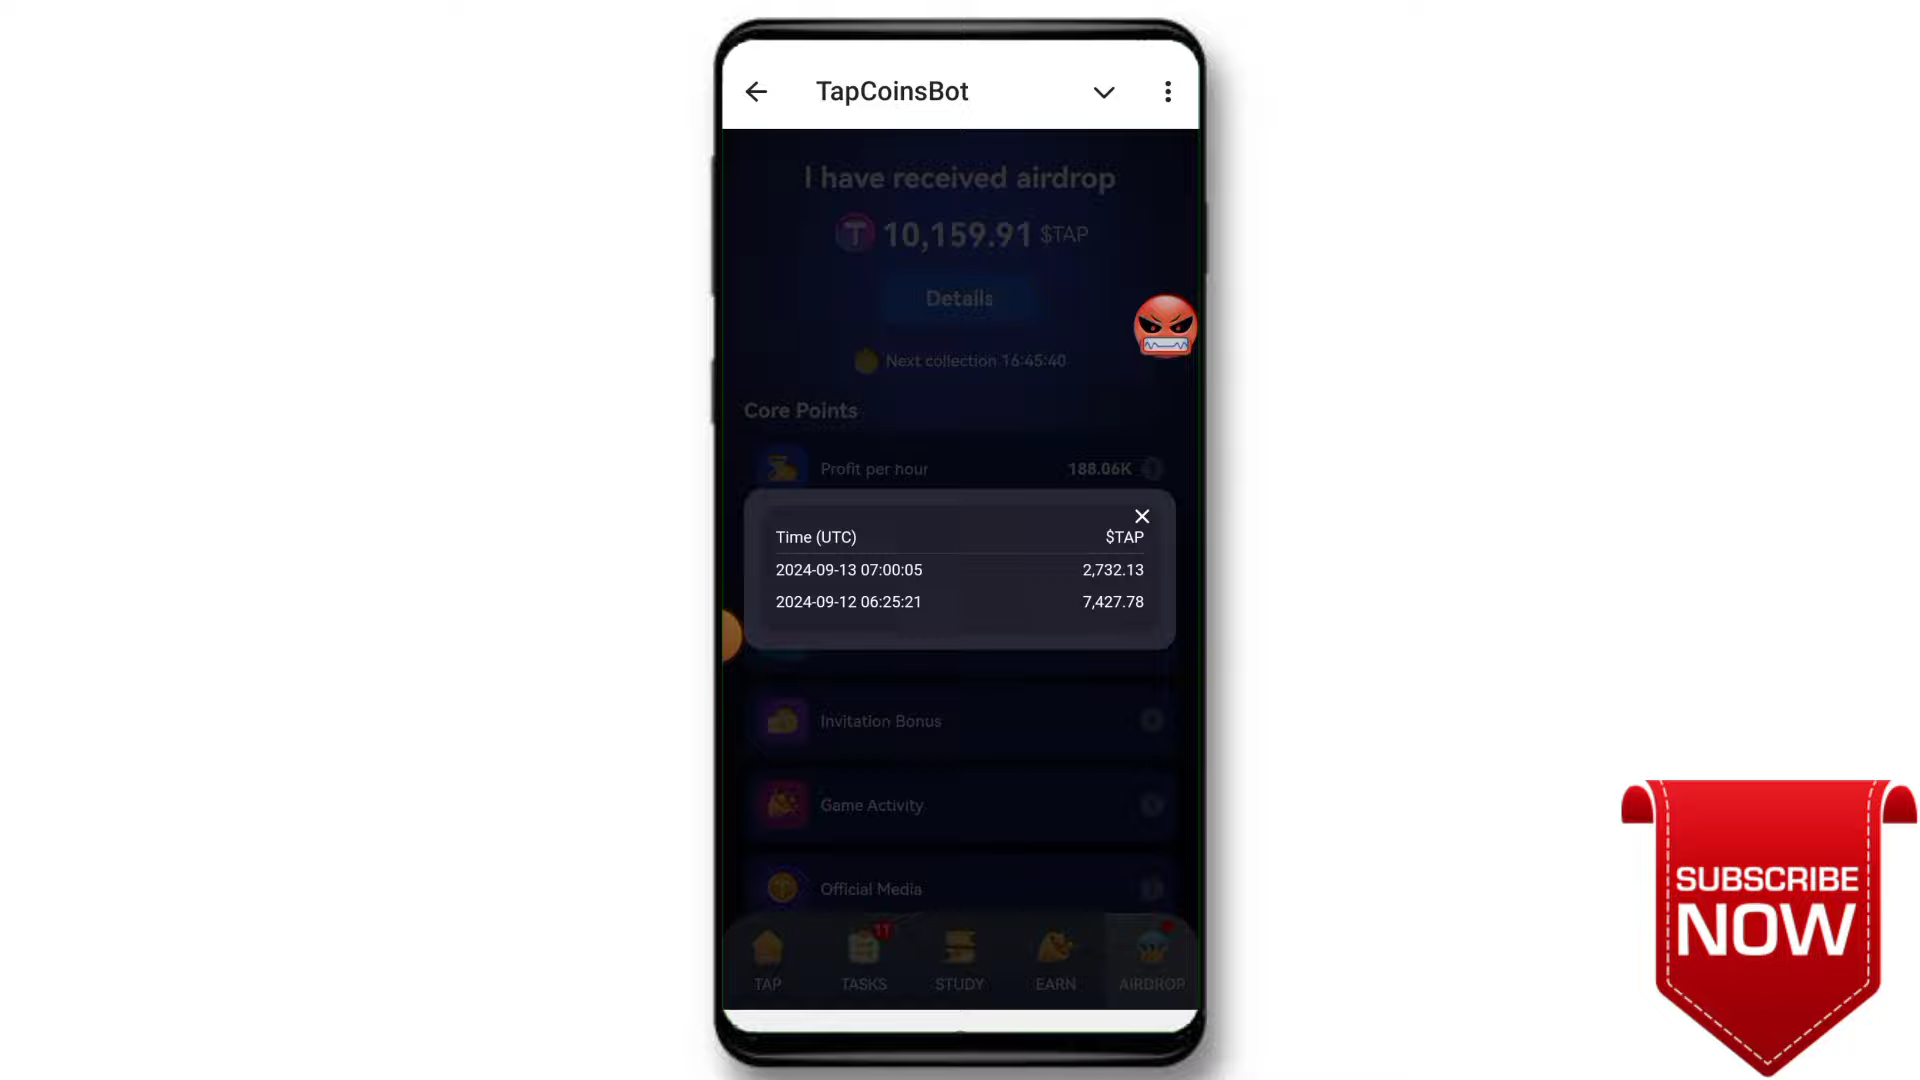 TapCoinsBot
I have received airdrop
T 10,159.91 $TAP
Details
Next collection 16:45:40
Core Points
Profit per hour 188.06K
Time (UTC) $TAP
2024-09-13 07:00:05 2,732.13
2024-09-12 06:25:21 7,427.78
Invitation Bonus
Game Activity
Official Media
11
TAP TASKS STUDY EARN AIRDROP
SUBSCRIBE
NOW